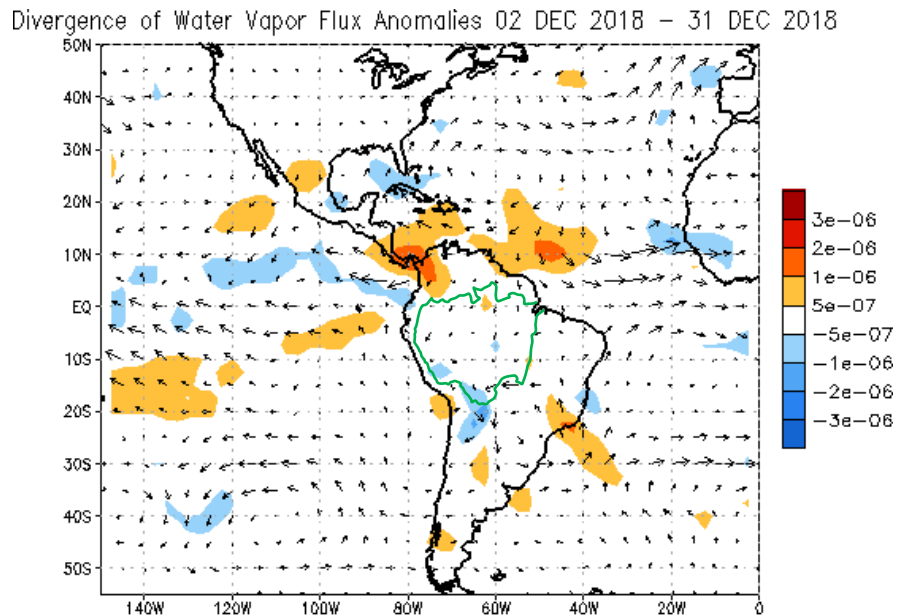 Divergence of Water Vapor Flux Anomalies 02 DEC 2018 – 31 DEC 2018
50N
40N
30N
20N
10N
EQ
10S
20S
30S
40S
50S
140W 120W 100W 80W 60W 40W 20W 0
3e−06
2e−06
1e−06
5e−07
−5e−07
−1e−06
−2e−06
−3e−06